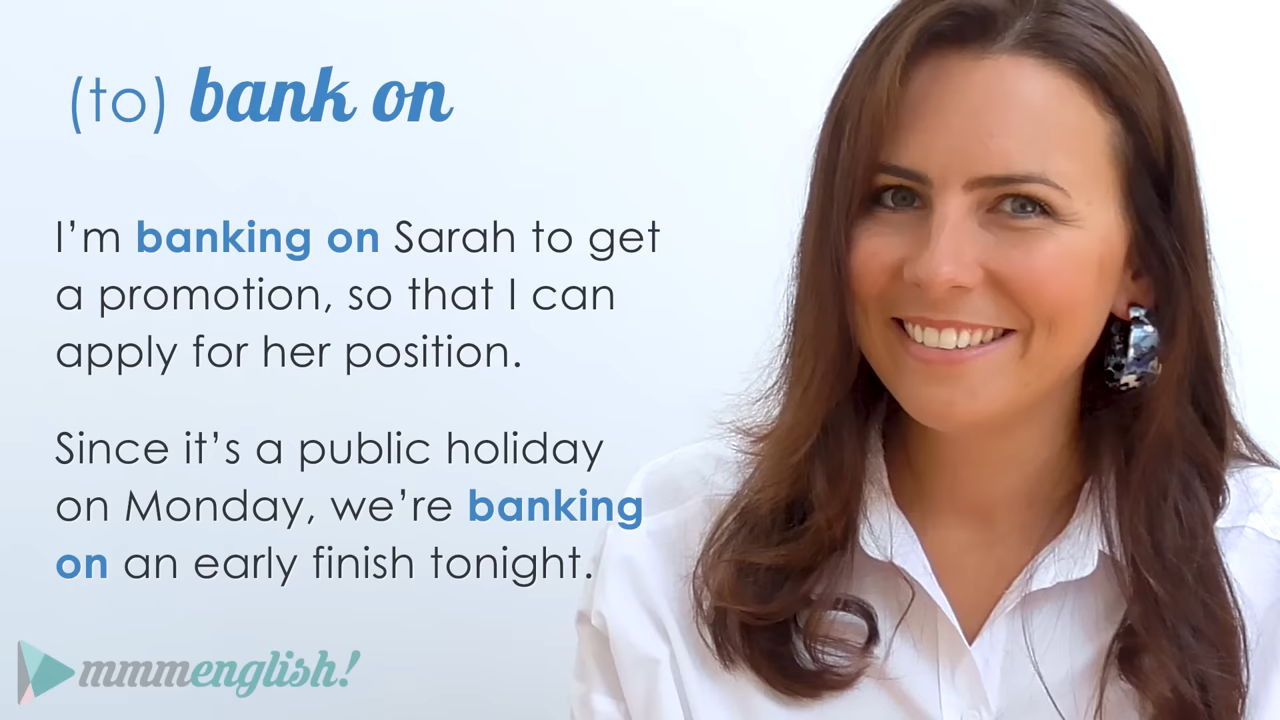 (to) bank on
I’m banking on Sarah to get
a promotion, so that I can
apply for her position.
Since it’s a public holiday
on Monday, we’re banking
on an early finish tonight.
mmmenglish!